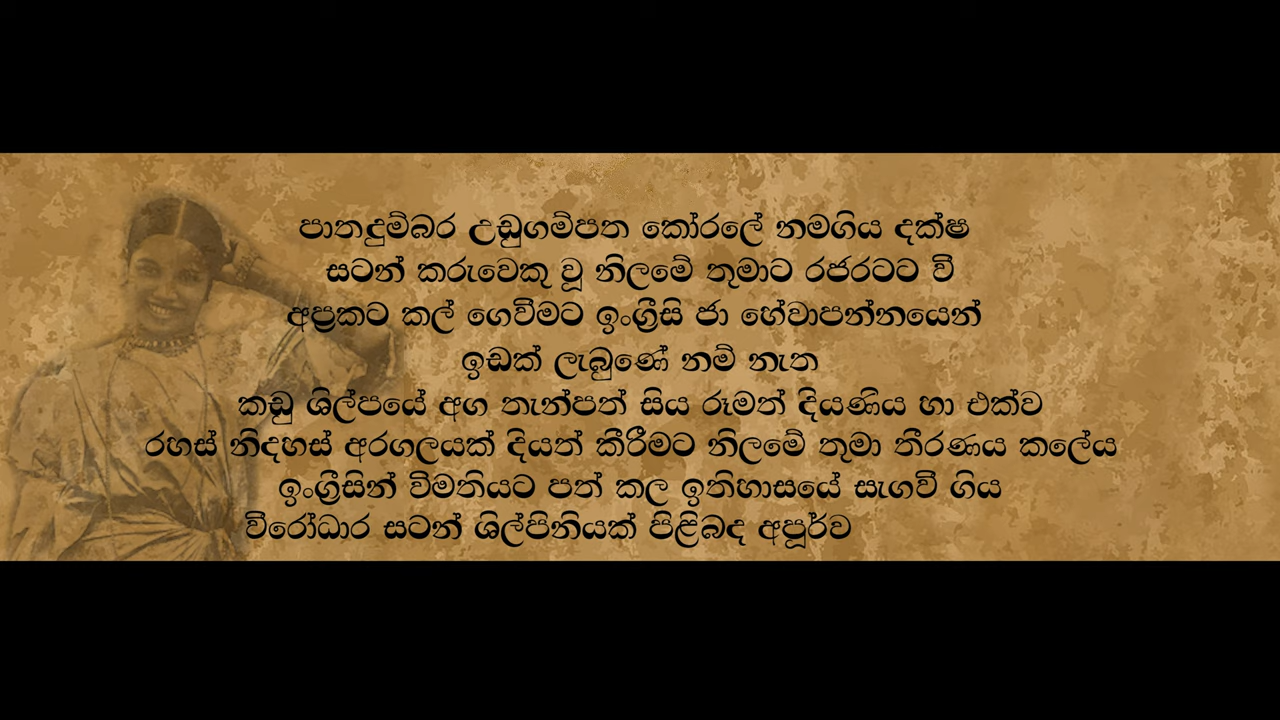 පාතදුම්බර උඩුගම්පත කෝරලේ නමගිය දක්ෂ
සටන් කරුවෙකු වූ නිලමේ තුමාට රජරටට වී
අප්‍රකට කල් ගෙවීමට ඉංග්‍රීසි ජා හේවාපන්නයෙන්
ඉඩක් ලැබුණේ නම් නැත
කඩු ශිල්පයේ අග තැන්පත් සිය රූමත් දියණිය හා එක්ව
රහස් නිදහස් අරගලයක් දියත් කීරීමට නිලමේ තුමා තීරණය කලේය
ඉංග්‍රීසින් විමතියට පත් කල ඉතිහාසයේ සැගවී ගිය
වීරෝධාර සටන් ශිල්පිනියක් පිළිබද අපූර්ව